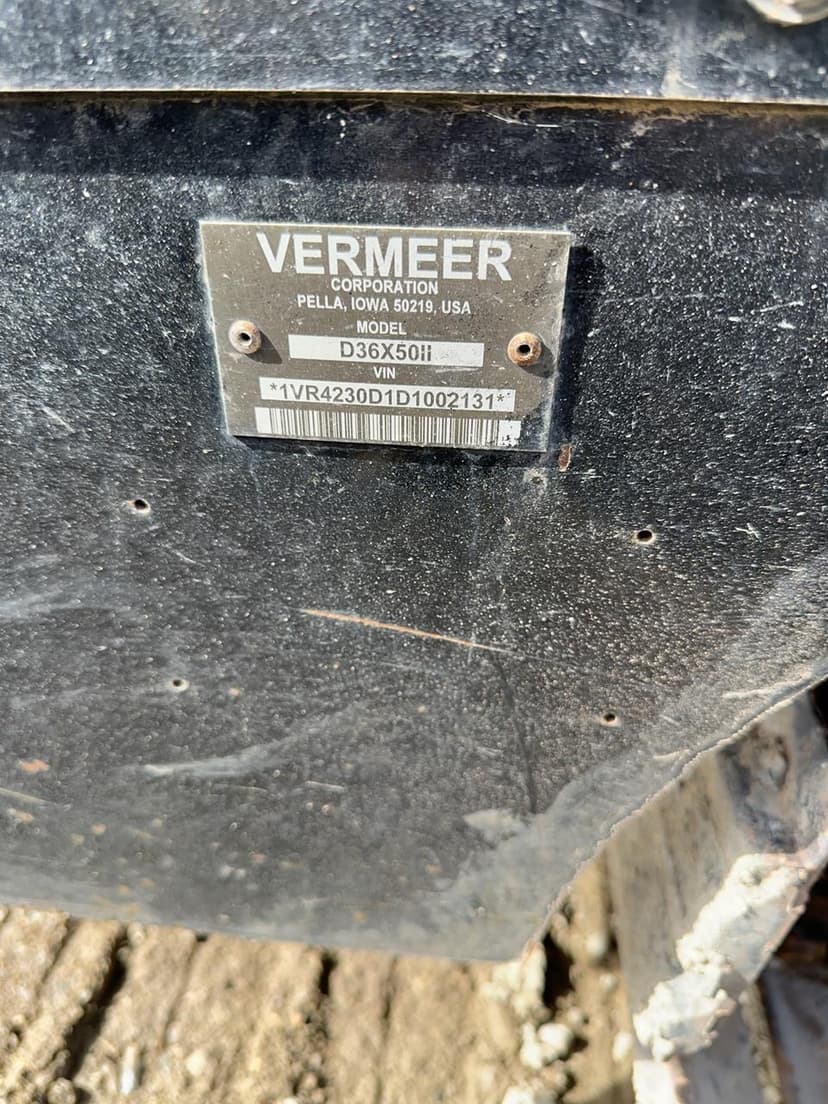 VERMEER
CORPORATION
PELLA, IOWA 50219, USA
MODEL
D36X50II
VIN
*1VR4230D1D1002131*